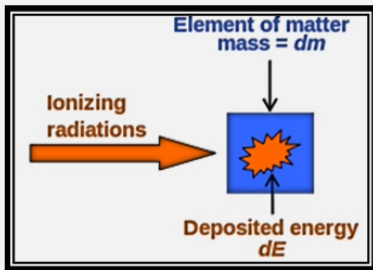 Element of matter
mass = dm
Ionizing
radiations
Deposited energy
dE